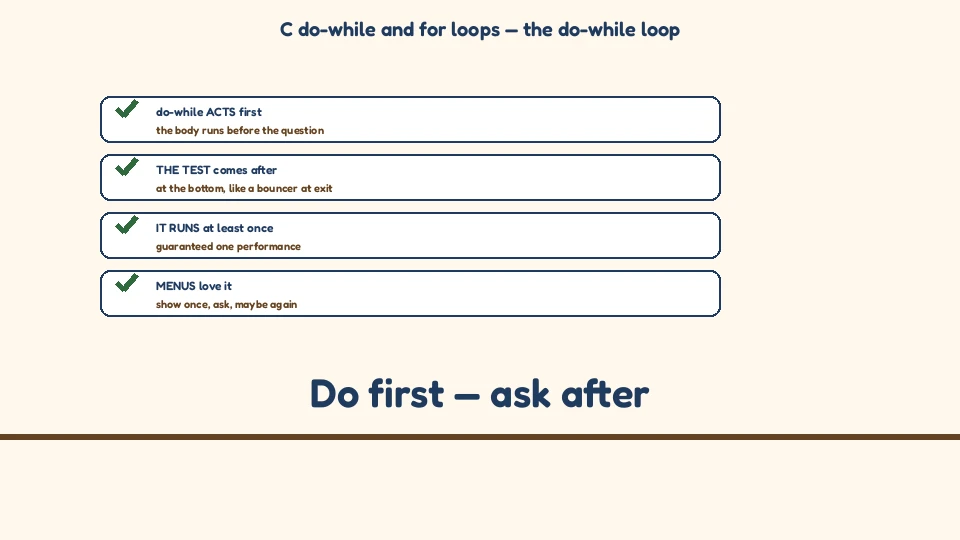 C do-while and for loops — the do-while loop
do-while ACTS first
the body runs before the question
THE TEST comes after
at the bottom, like a bouncer at exit
IT RUNS at least once
guaranteed one performance
MENUS love it
show once, ask, maybe again
Do first — ask after